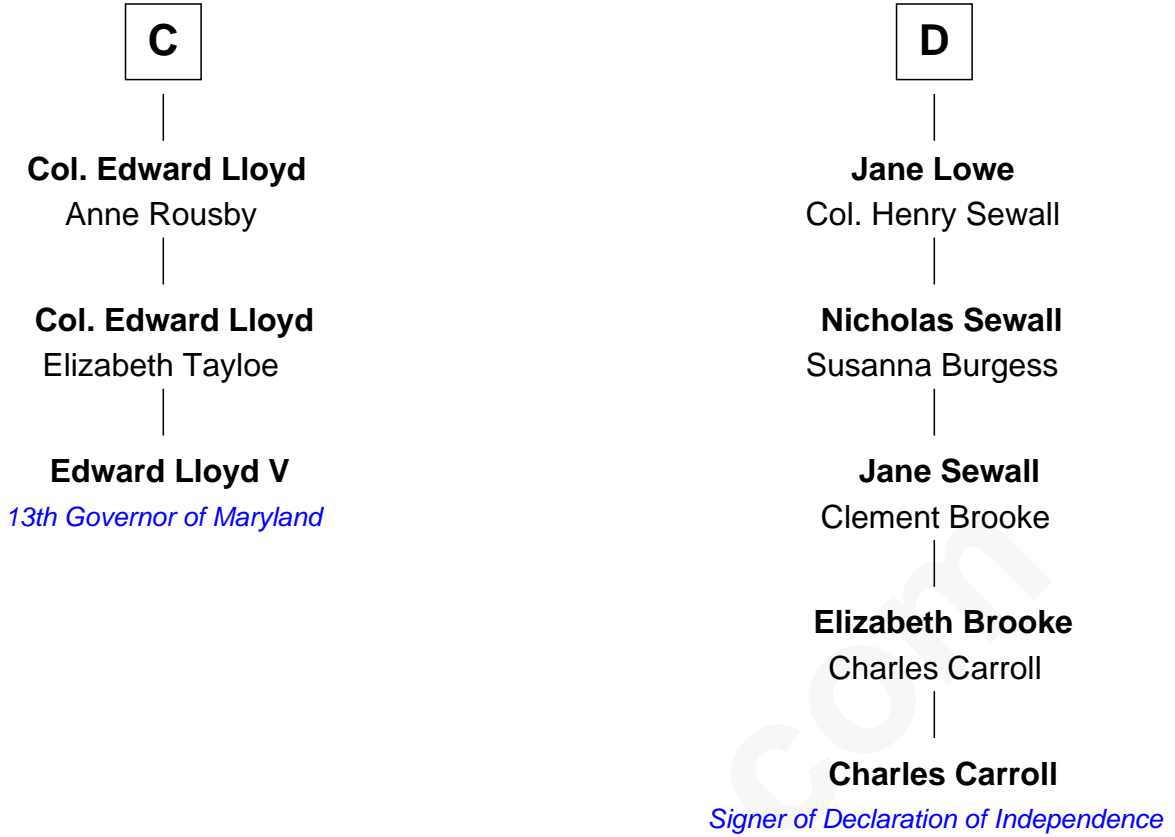 C
Col. Edward Lloyd
Anne Rousby
Col. Edward Lloyd
Elizabeth Tayloe
Edward Lloyd V
13th Governor of Maryland
D
Jane Lowe
Col. Henry Sewall
Nicholas Sewall
Susanna Burgess
Jane Sewall
Clement Brooke
Elizabeth Brooke
Charles Carroll
Charles Carroll
Signer of Declaration of Independence
com